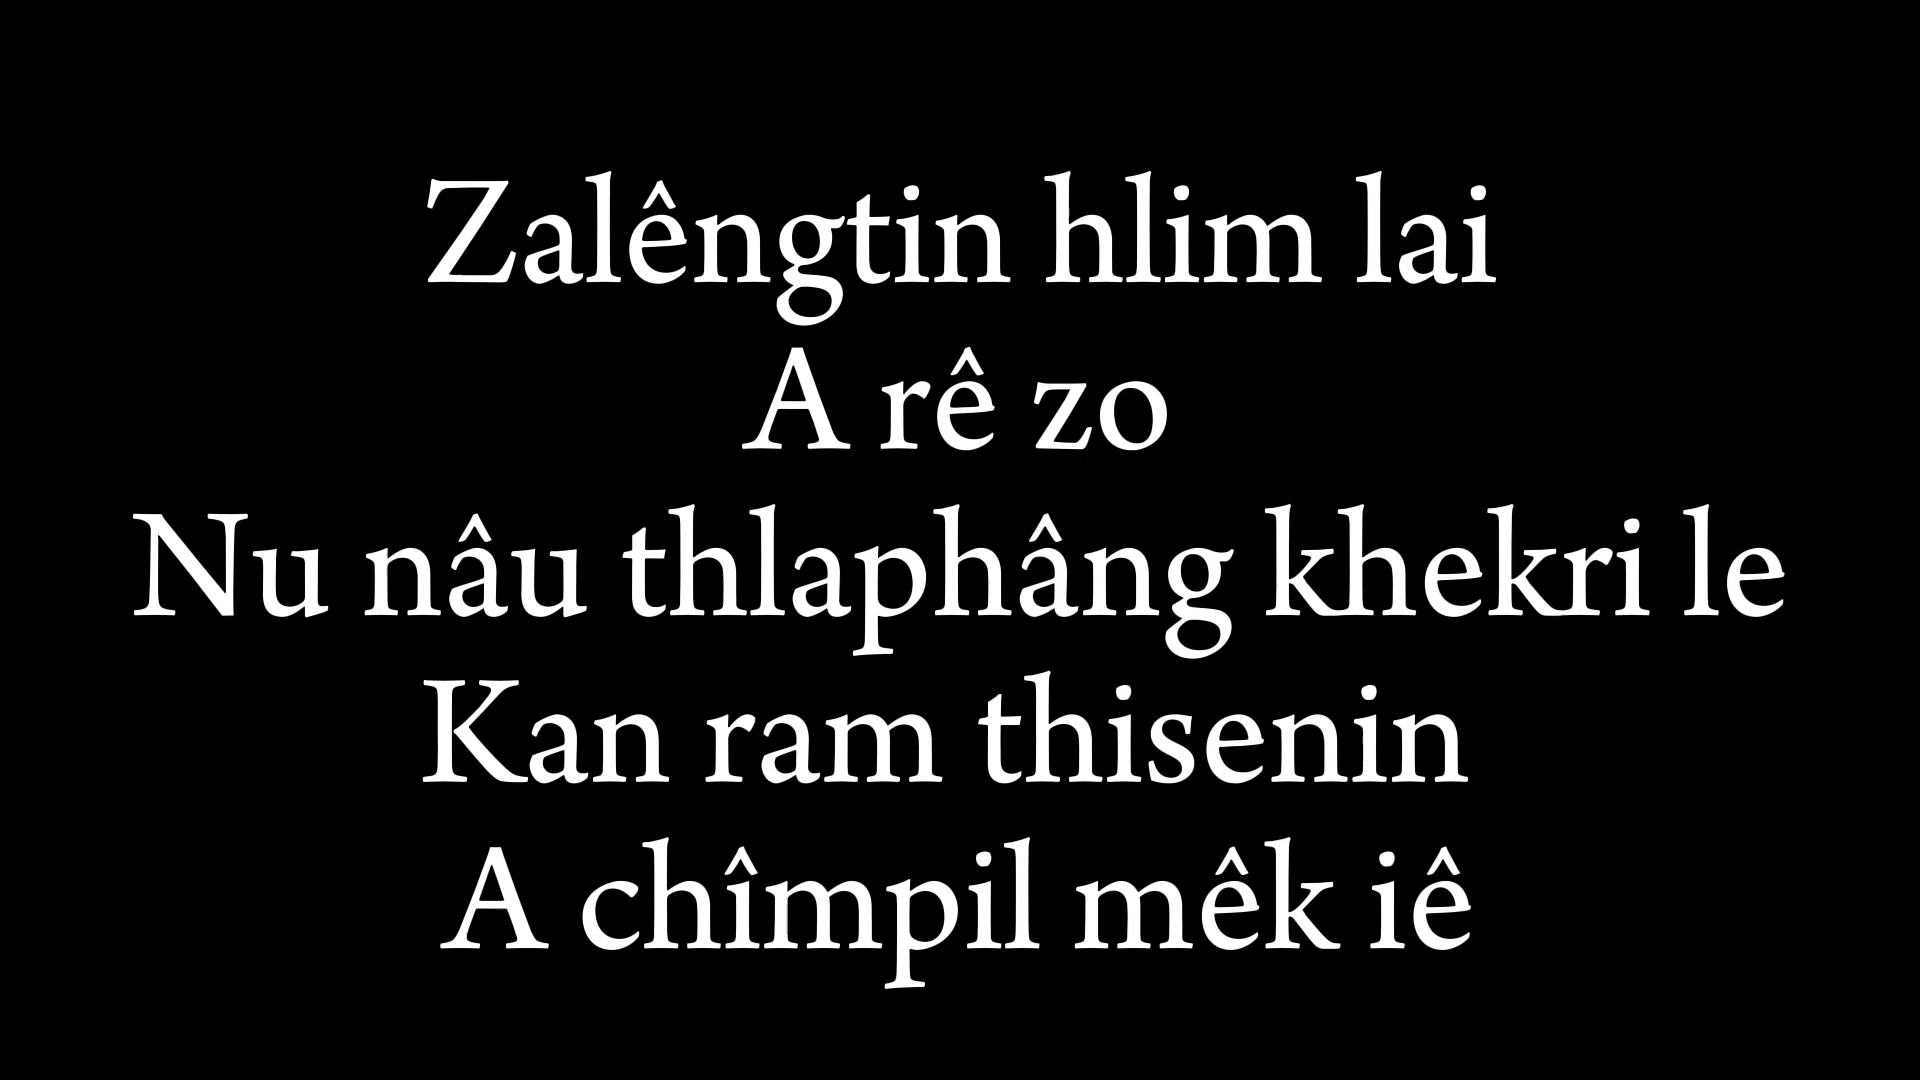 Zalêngtin hlim lai
A rê zo
Nu nâu thlaphâng khekri le
Kan ram thisenin
A chîmpil mêk iê